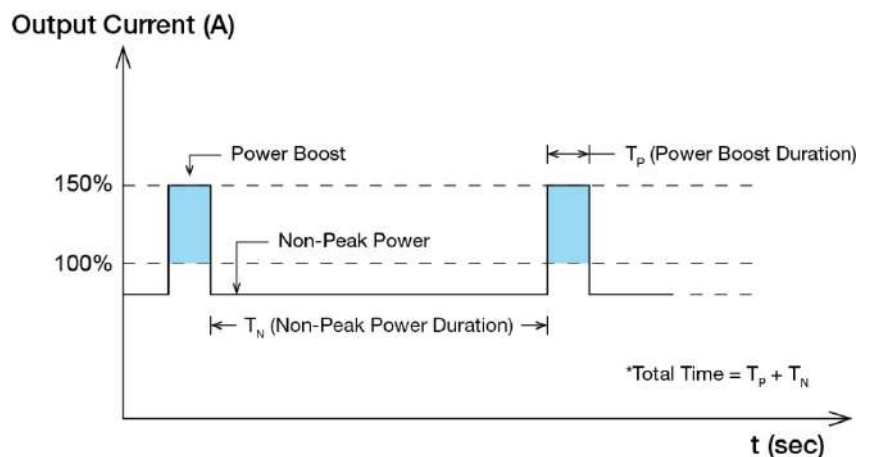 Output Current (A)
Power Boost
T_P (Power Boost Duration)
150%
Non-Peak Power
100%
T_N (Non-Peak Power Duration)
*Total Time = T_P + T_N
t (sec)